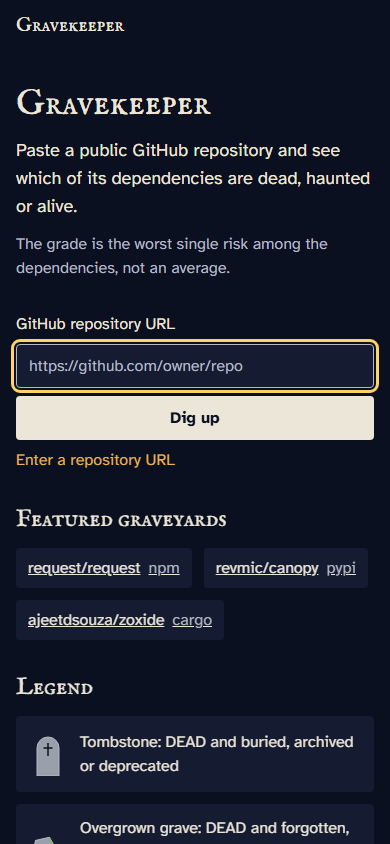 Gravekeeper
Gravekeeper
Paste a public GitHub repository and see
which of its dependencies are dead, haunted
or alive.
The grade is the worst single risk among the
dependencies, not an average.
GitHub repository URL
https://github.com/owner/repo
Dig up
Enter a repository URL
Featured graveyards
request/request npm
revmic/canopy pypi
ajeetdsouza/zoxide cargo
Legend
Tombstone: DEAD and buried, archived
or deprecated
Overgrown grave: DEAD and forgotten,